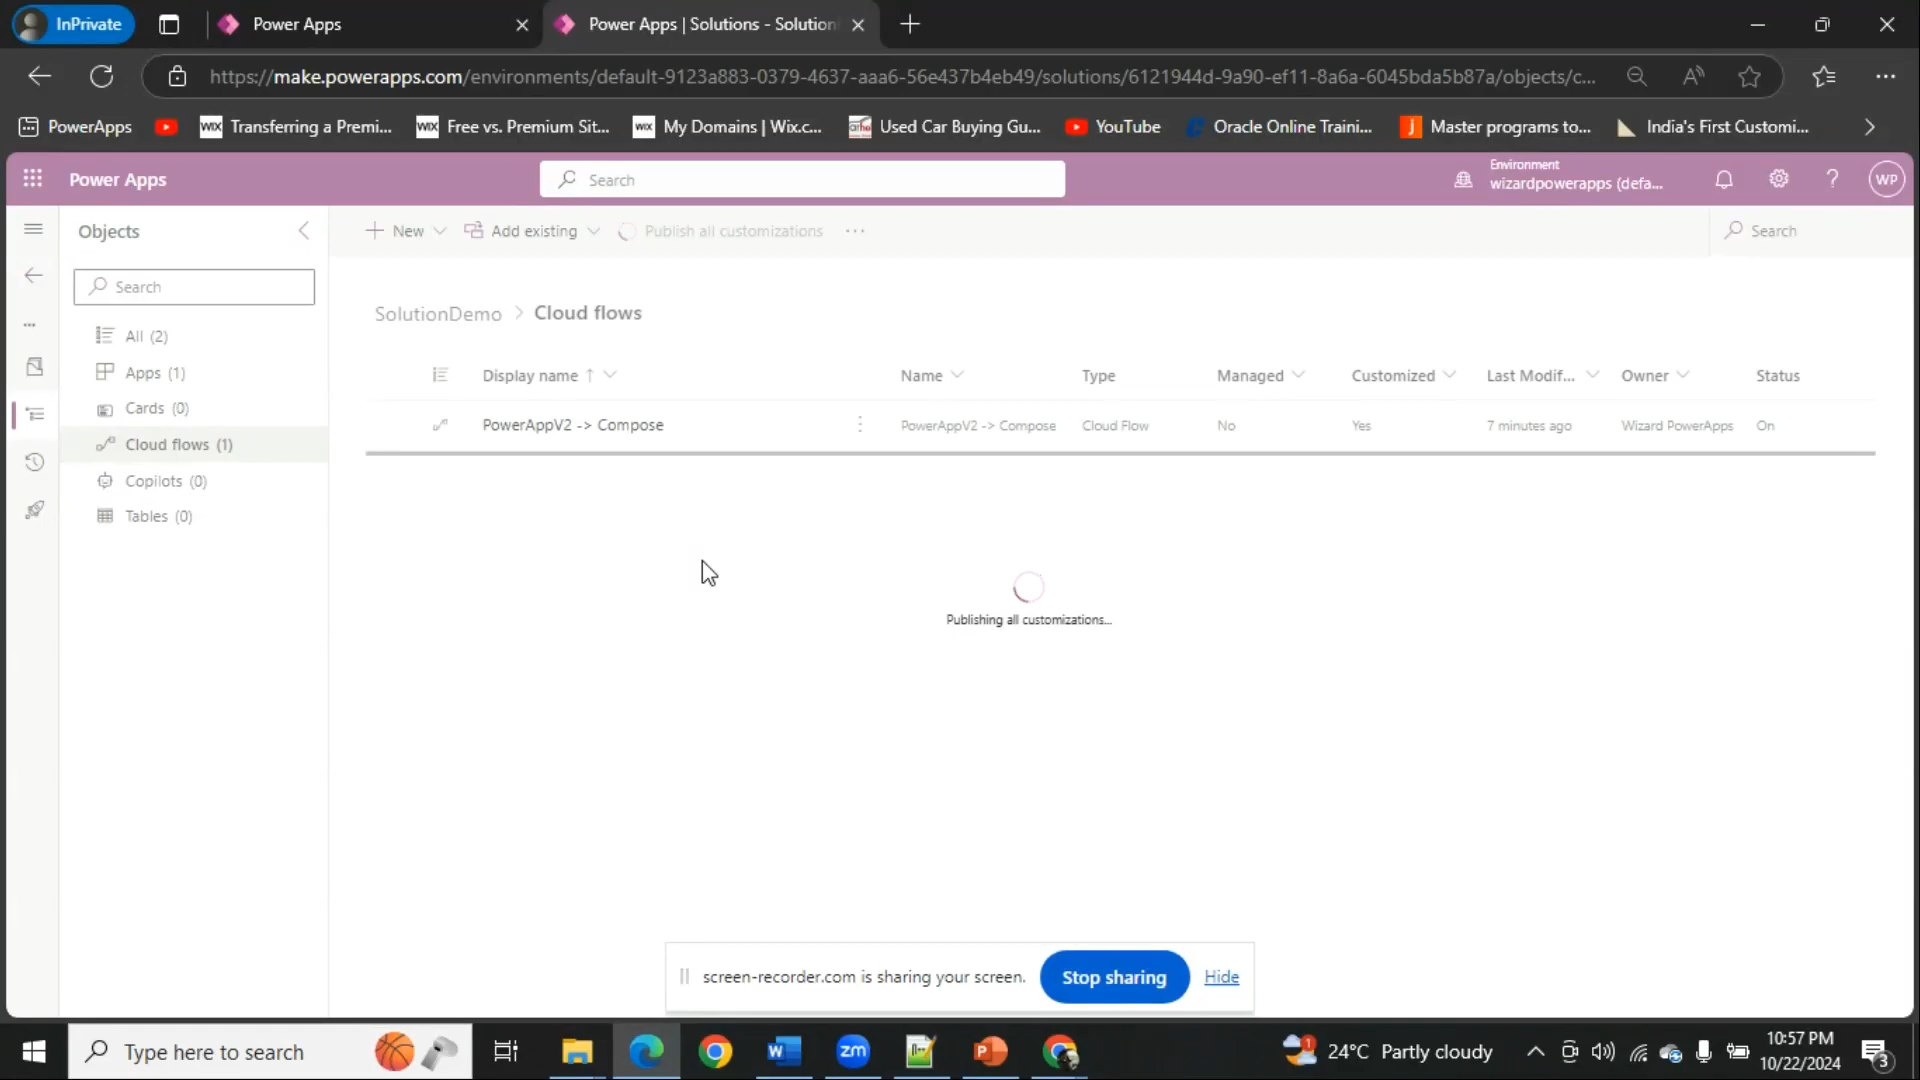 InPrivate
Power Apps
Power Apps | Solutions - Solution
https://make.powerapps.com/environments/default-9123a883-0379-4637-aaa6-56e437b4eb49/solutions/6121944d-9a90-ef11-8a6a-6045bda5b87a/objects/c...
PowerApps
WIX Transferring a Premi...
WIX Free vs. Premium Sit...
WIX My Domains | Wix.c...
Used Car Buying Gu...
YouTube
Oracle Online Traini...
Master programs to...
India's First Customi...
Power Apps
Search
Environment
wizardpowerapps (defa...
WP
Objects
New
Add existing
Publish all customizations
Search
Search
SolutionDemo > Cloud flows
All (2)
Apps (1)
Cards (0)
Cloud flows (1)
Copilots (0)
Tables (0)
Display name ↑ Name Type Managed Customized Last Modif... Owner Status
PowerAppV2 -> Compose PowerAppV2 -> Compose Cloud Flow No Yes 7 minutes ago Wizard PowerApps On
Publishing all customizations...
screen-recorder.com is sharing your screen. Stop sharing Hide
Type here to search
W
zm
P
1
24°C Partly cloudy
10:57 PM
10/22/2024
3